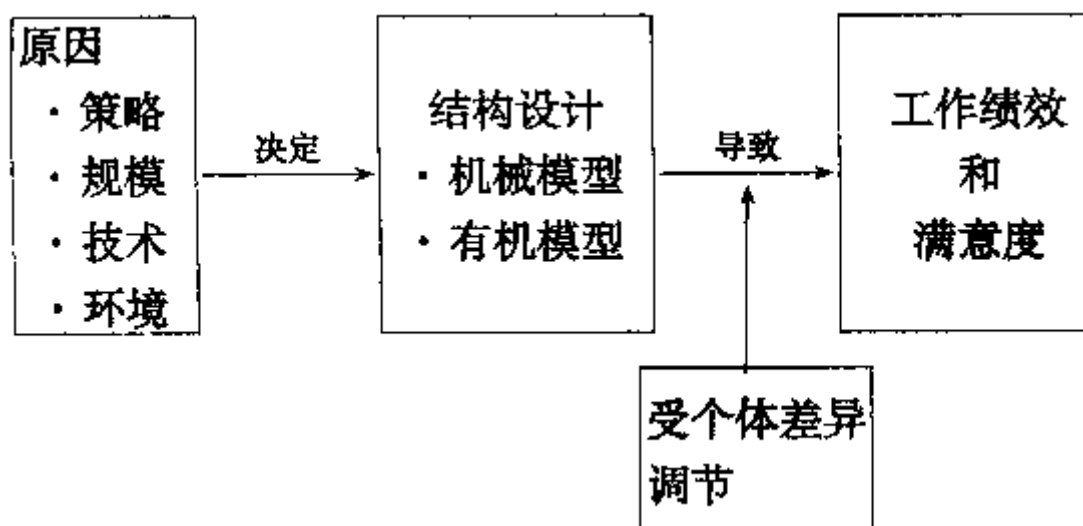 原因
·策略
·规模
·技术
·环境
决定
结构设计
·机械模型
·有机模型
导致
工作绩效
和
满意度
受个体差异
调节